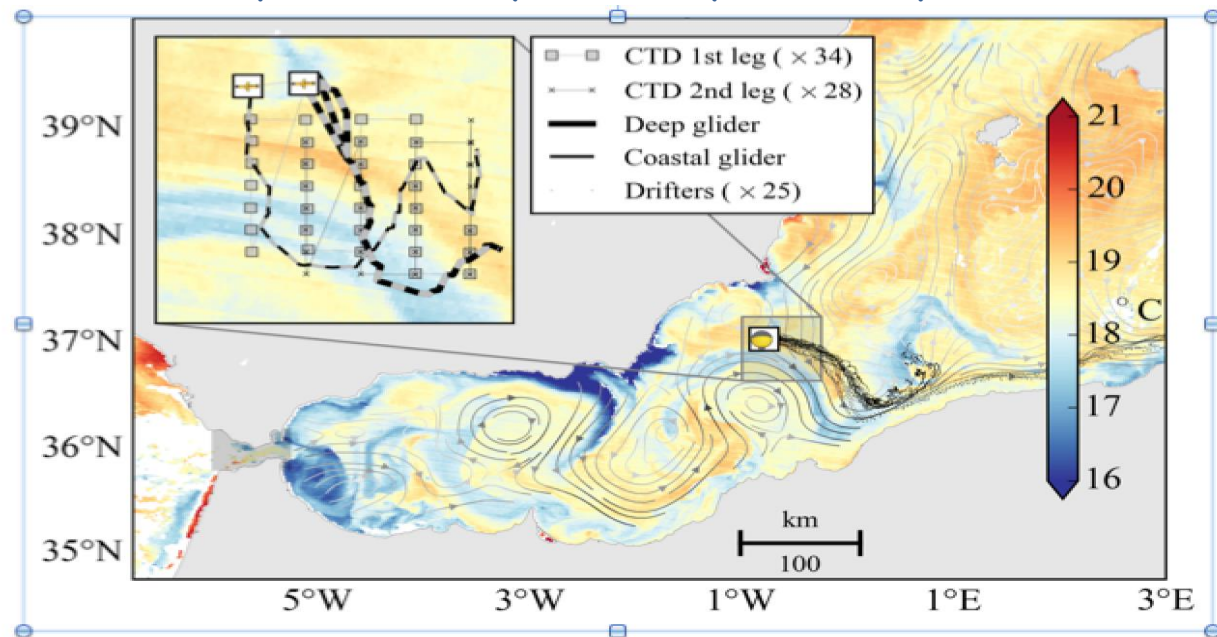 CTD 1st leg ( × 34)
CTD 2nd leg ( × 28)
Deep glider
Coastal glider
Drifters ( × 25)
39°N
38°N
37°N
36°N
35°N
21
20
19
° C
18
17
16
km
100
5°W
3°W
1°W
1°E
3°E